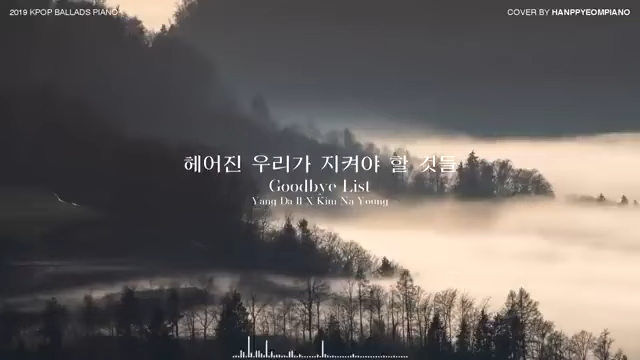 2019 KPOP BALLADS PIANO
COVER BY HANPPYEOMPIANO
헤어진 우리가 지켜야 할 것들
Goodbye List
Yang Da Il X Kim Na Young